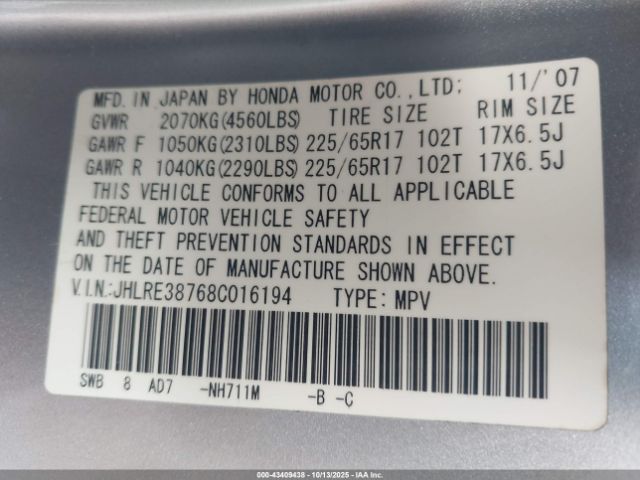 MFD. IN JAPAN BY HONDA MOTOR CO.,LTD: 11/'07
GVWR 2070KG(4560LBS) TIRE SIZE RIM SIZE
GAWR F 1050KG(2310LBS) 225/65R17 102T 17X6.5J
GAWR R 1040KG(2290LBS) 225/65R17 102T 17X6.5J
THIS VEHICLE CONFORMS TO ALL APPLICABLE
FEDERAL MOTOR VEHICLE SAFETY
AND THEFT PREVENTION STANDARDS IN EFFECT
ON THE DATE OF MANUFACTURE SHOWN ABOVE.
V.I.N.:JHLRE38768C016194 TYPE: MPV
SWB 8 AD7 -NH711M -B -C
000-43409438 | 10/13/2025 | IAAI.COM